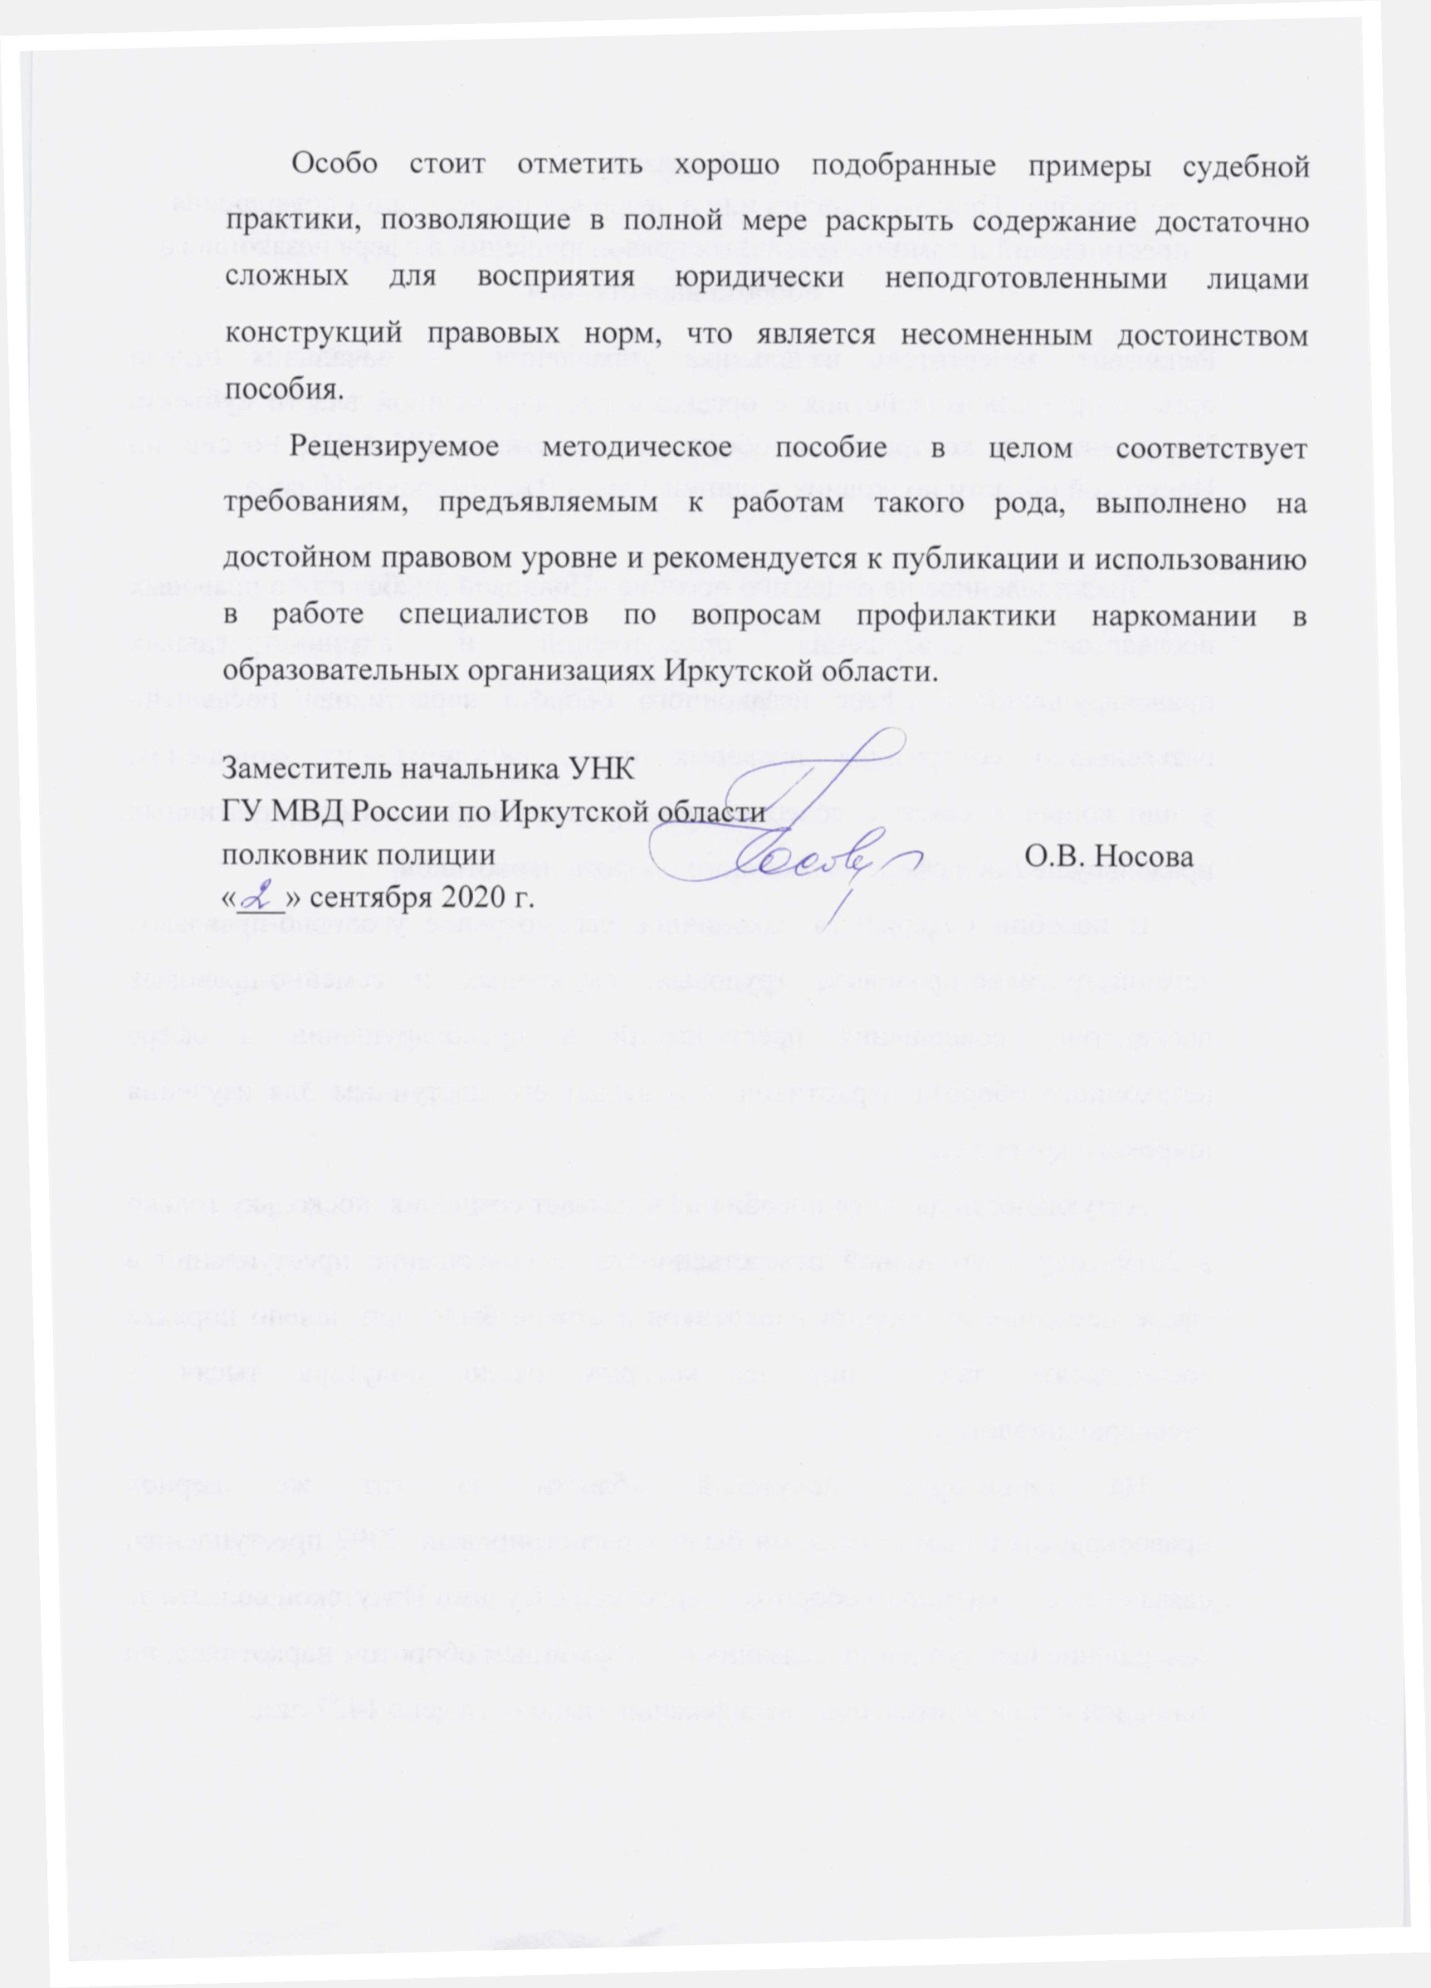 Особо стоит отметить хорошо подобранные примеры судебной
практики, позволяющие в полной мере раскрыть содержание достаточно
сложных для восприятия юридически неподготовленными лицами
конструкций правовых норм, что является несомненным достоинством
пособия.
Рецензируемое методическое пособие в целом соответствует
требованиям, предъявляемым к работам такого рода, выполнено на
достойном правовом уровне и рекомендуется к публикации и использованию
в работе специалистов по вопросам профилактики наркомании в
образовательных организациях Иркутской области.
Заместитель начальника УНК
ГУ МВД России по Иркутской области
полковник полиции О.В. Носова
«2» сентября 2020 г.